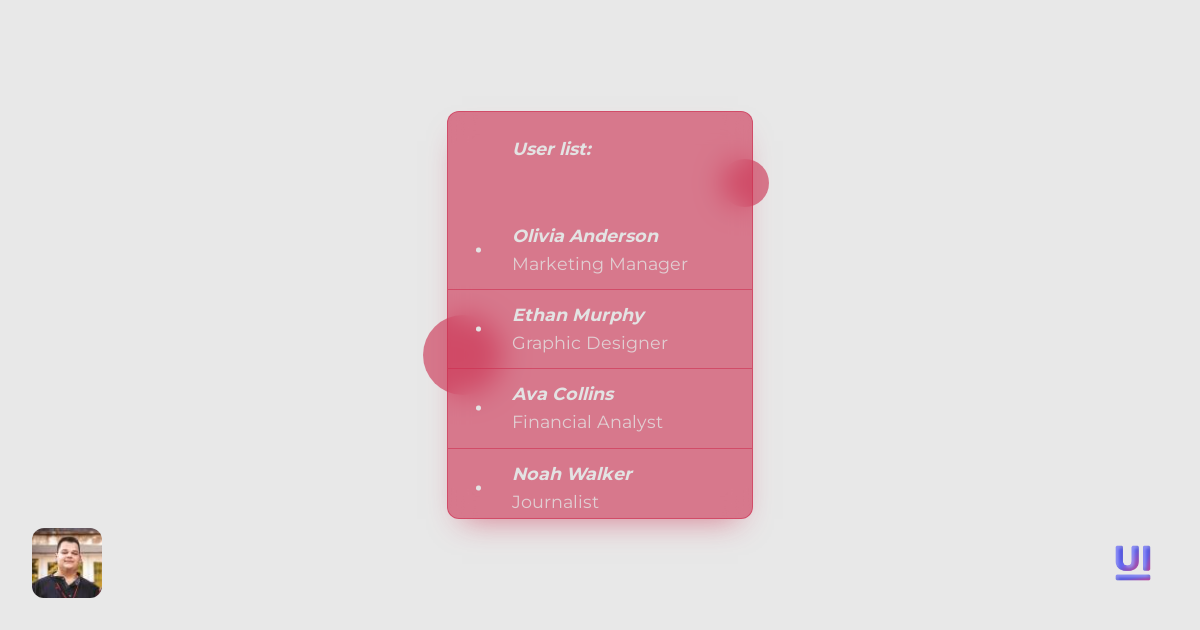 User list:
Olivia Anderson
Marketing Manager
Ethan Murphy
Graphic Designer
Ava Collins
Financial Analyst
Noah Walker
Journalist
UI